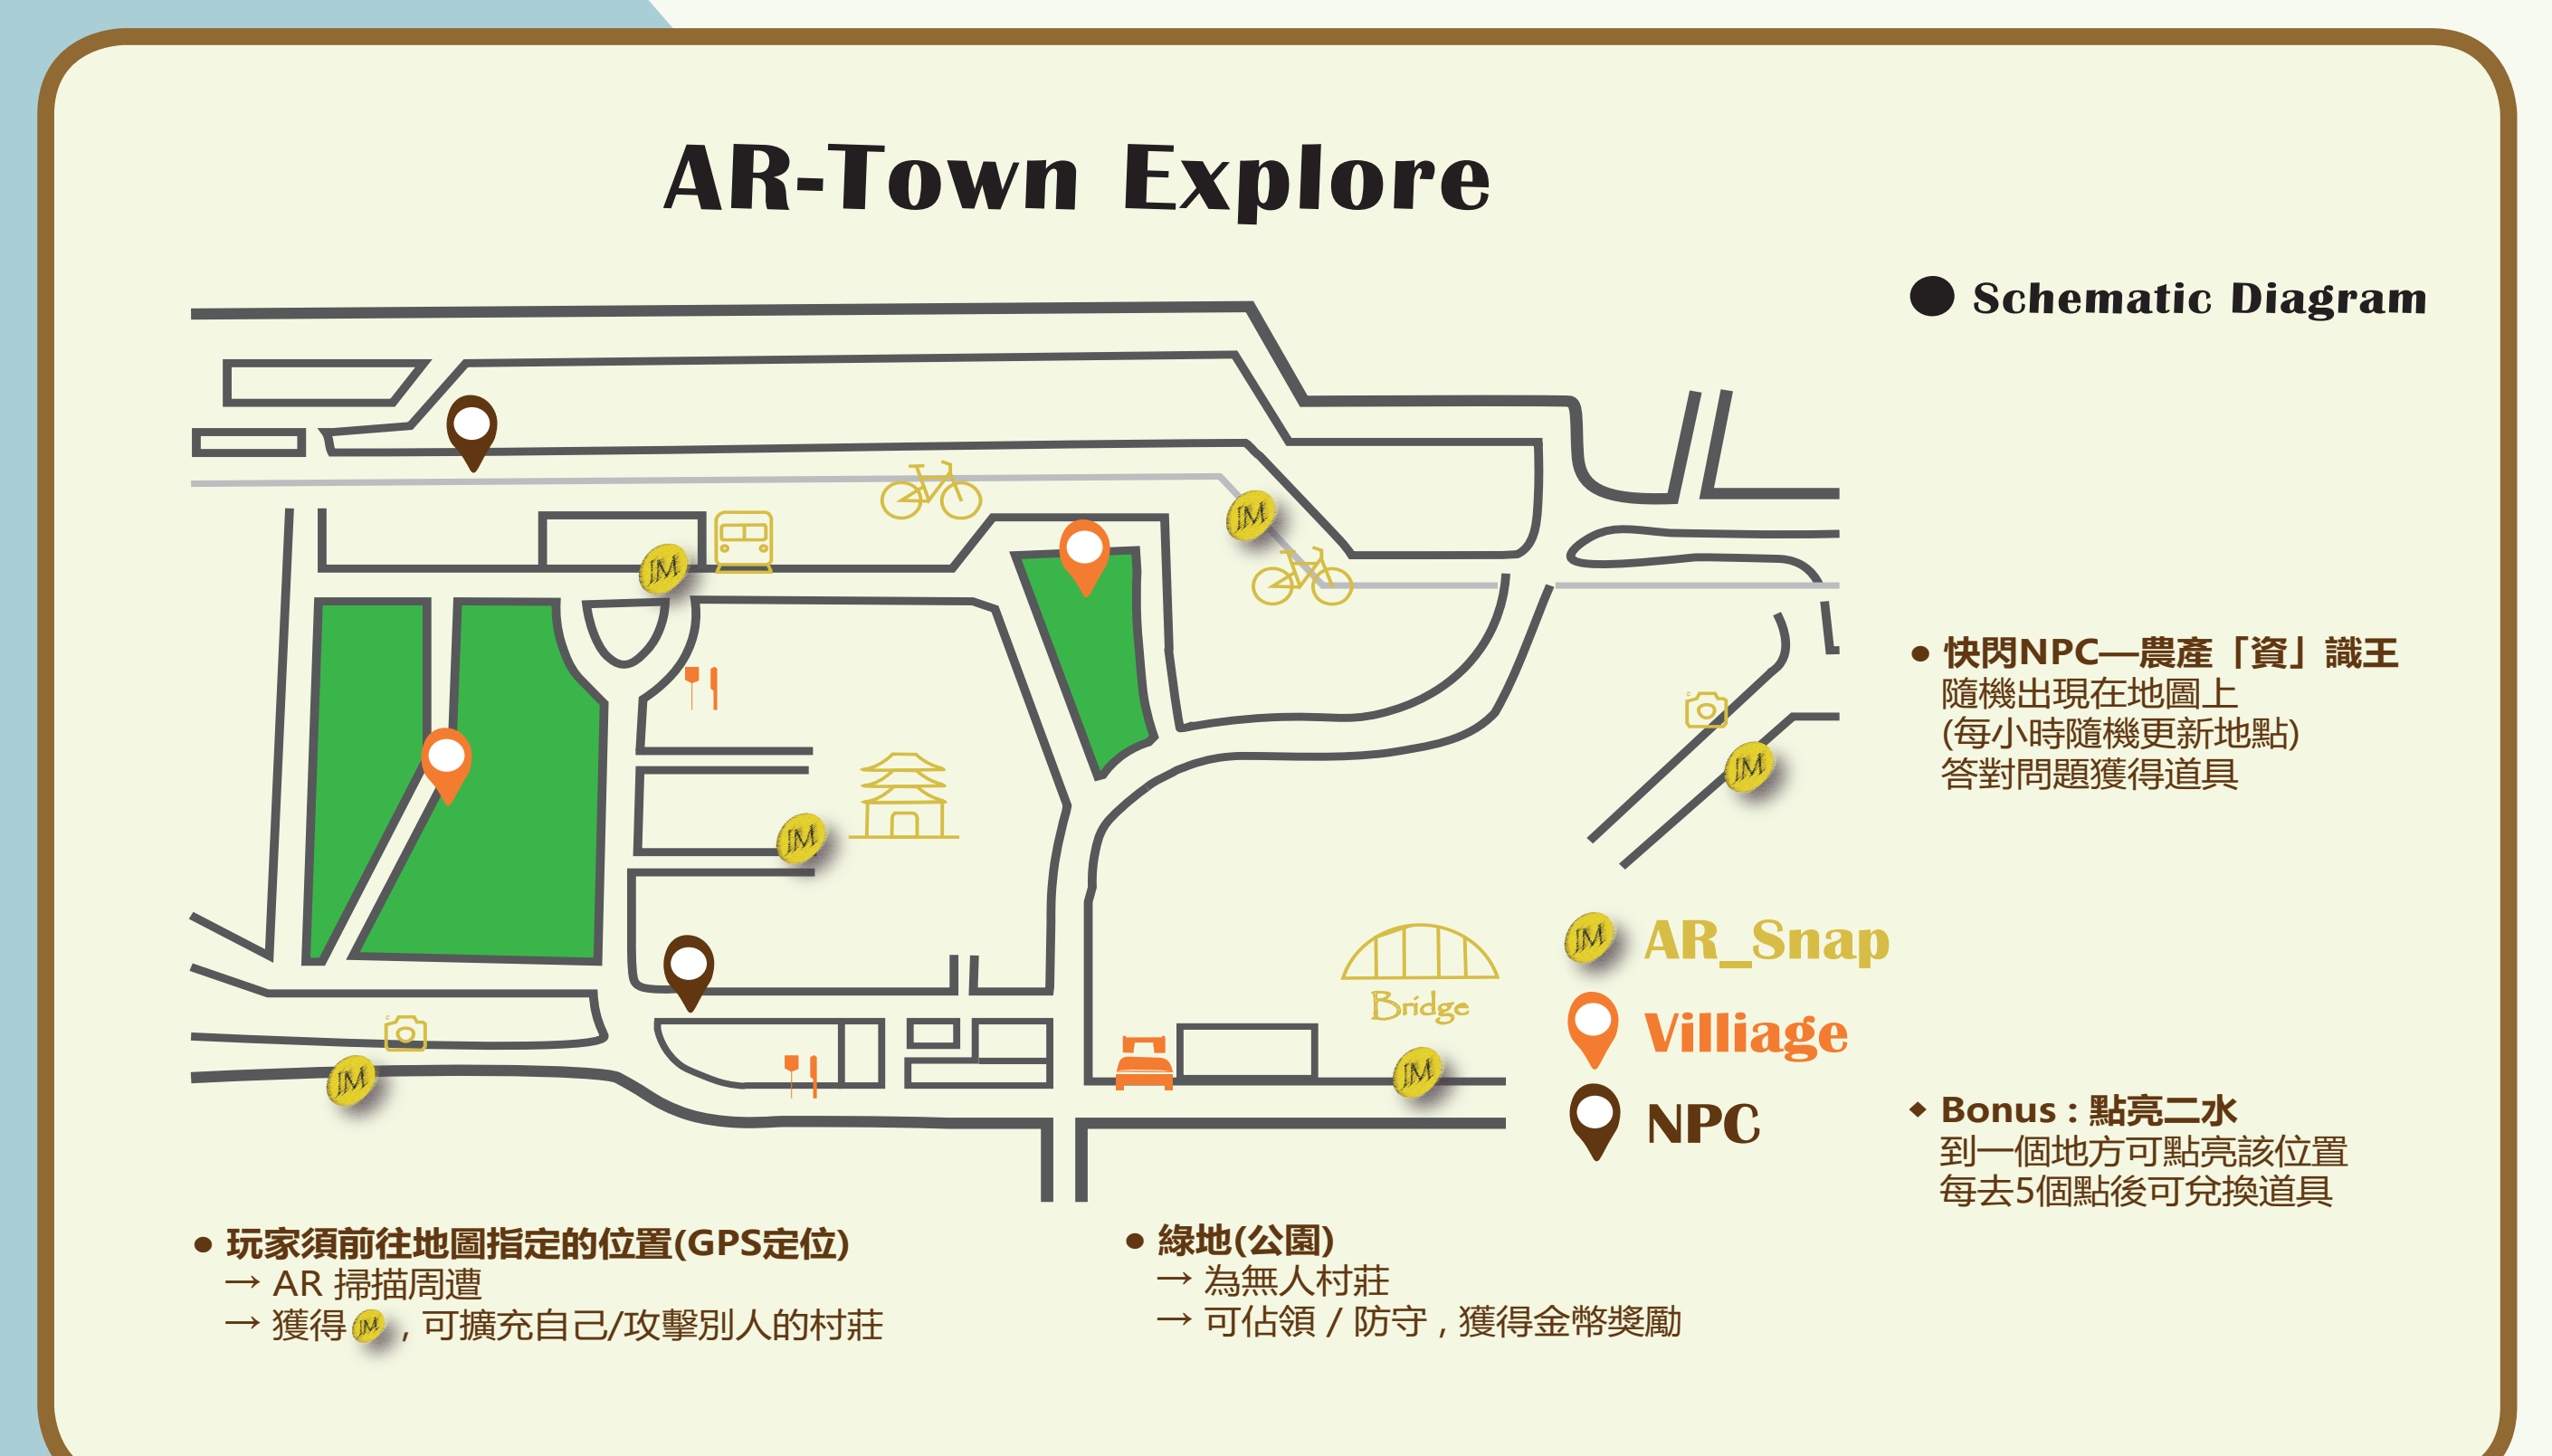 AR-Town Explore
Schematic Diagram
快閃NPC—農產「資」識王
隨機出現在地圖上
(每小時隨機更新地點)
答對問題獲得道具
Bridge
AR_Snap
Villiage
NPC
Bonus : 點亮二水
到一個地方可點亮該位置
每去5個點後可兌換道具
玩家須前往地圖指定的位置(GPS定位)
→ AR 掃描周遭
→ 獲得 , 可擴充自己/攻擊別人的村莊
綠地(公園)
→ 為無人村莊
→ 可佔領 / 防守 , 獲得金幣獎勵